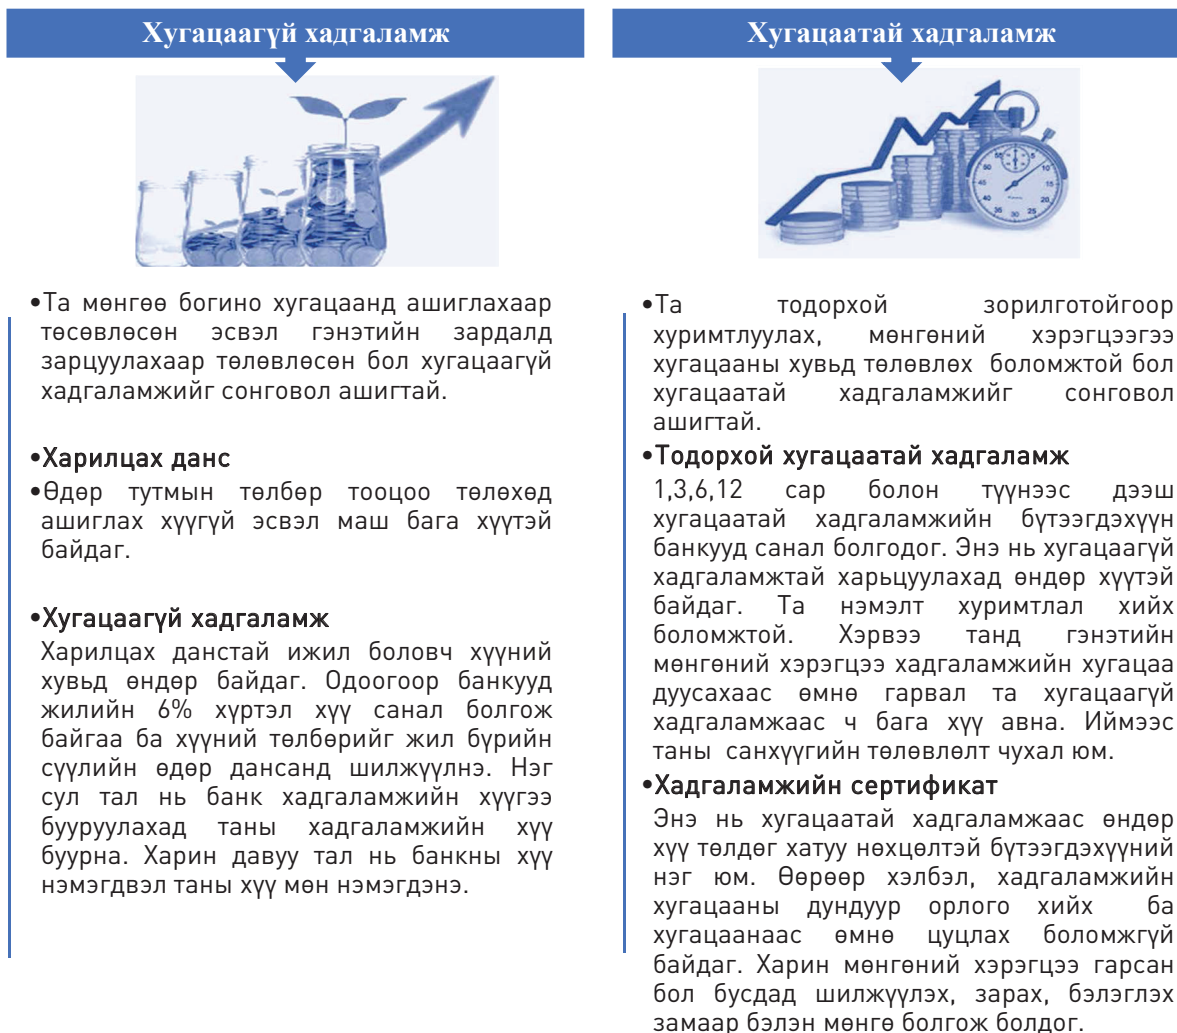 Хугацаагүй хадгаламж
•Та мөнгөө богино хугацаанд ашиглахаар
төсөвлөсөн эсвэл гэнэтийн зардалд
зарцуулахаар төлөвлөсөн бол хугацаагүй
хадгаламжийг сонговол ашигтай.
•Харилцах данс
•Өдөр тутмын төлбөр тооцоо төлөхөд
ашиглах хүүгүй эсвэл маш бага хүүтэй
байдаг.
•Хугацаагүй хадгаламж
Харилцах данстай ижил боловч хүүний
хувьд өндөр байдаг. Одоогоор банкууд
жилийн 6% хүртэл хүү санал болгож
байгаа ба хүүний төлбөрийг жил бүрийн
сүүлийн өдөр дансанд шилжүүлнэ. Нэг
сул тал нь банк хадгаламжийн хүүгээ
бууруулахад таны хадгаламжийн хүү
буурна. Харин давуу тал нь банкны хүү
нэмэгдвэл таны хүү мөн нэмэгдэнэ.
Хугацаатай хадгаламж
•Та тодорхой зорилготойгоор
хуримтлуулах, мөнгөний хэрэгцээгээ
хугацааны хувьд төлөвлөх боломжтой бол
хугацаатай хадгаламжийг сонговол
ашигтай.
•Тодорхой хугацаатай хадгаламж
1,3,6,12 сар болон түүнээс дээш
хугацаатай хадгаламжийн бүтээгдэхүүн
банкууд санал болгодог. Энэ нь хугацаагүй
хадгаламжтай харьцуулахад өндөр хүүтэй
байдаг. Та нэмэлт хуримтлал хийх
боломжтой. Хэрвээ танд гэнэтийн
мөнгөний хэрэгцээ хадгаламжийн хугацаа
дуусахаас өмнө гарвал та хугацаагүй
хадгаламжаас ч бага хүү авна. Иймээс
таны санхүүгийн төлөвлөлт чухал юм.
•Хадгаламжийн сертификат
Энэ нь хугацаатай хадгаламжаас өндөр
хүү төлдөг хатуу нөхцөлтэй бүтээгдэхүүний
нэг юм. Өөрөөр хэлбэл, хадгаламжийн
хугацааны дундуур орлого хийх ба
хугацаанаас өмнө цуцлах боломжгүй
байдаг. Харин мөнгөний хэрэгцээ гарсан
бол бусдад шилжүүлэх, зарах, бэлэглэх
замаар бэлэн мөнгө болгож болдог.